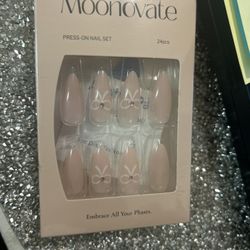 Moonovate
PRESS-ON NAIL SET
24pcs
Embrace All Your Phases.